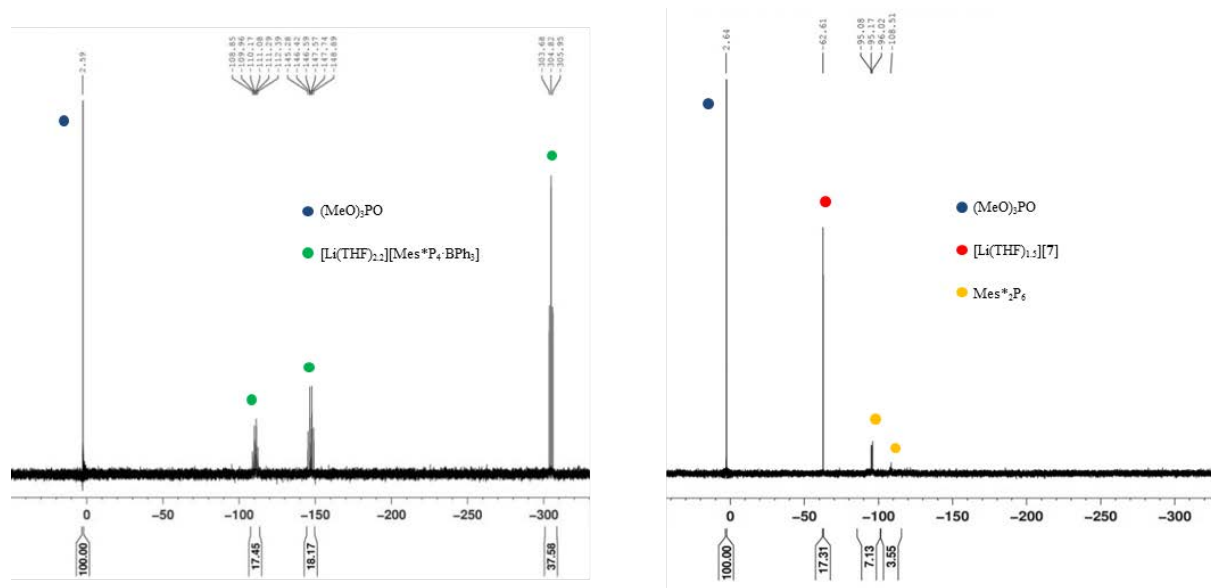 2.59
-108.85
-109.96
-110.17
-111.08
-111.29
-112.39
-145.28
-146.42
-146.59
-147.57
-147.74
-148.89
-303.68
-304.82
-305.95
(MeO)₃PO
[Li(THF)₂.₂][Mes*P₄·BPh₃]
0 -50 -100 -150 -200 -250 -300
100.00 17.45 18.17 37.58
2.64
-62.61
-95.08
-95.17
-96.02
-108.51
(MeO)₃PO
[Li(THF)₁.₅][7]
Mes*₂P₆
0 -50 -100 -150 -200 -250 -300
100.00 17.31 7.13 3.55